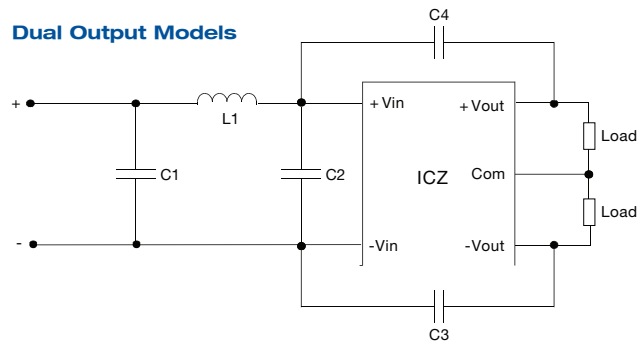 Dual Output Models
C4
+
L1
+ Vin
+ Vout
Load
C1
C2
ICZ
Com
Load
-
-Vin
-Vout
C3